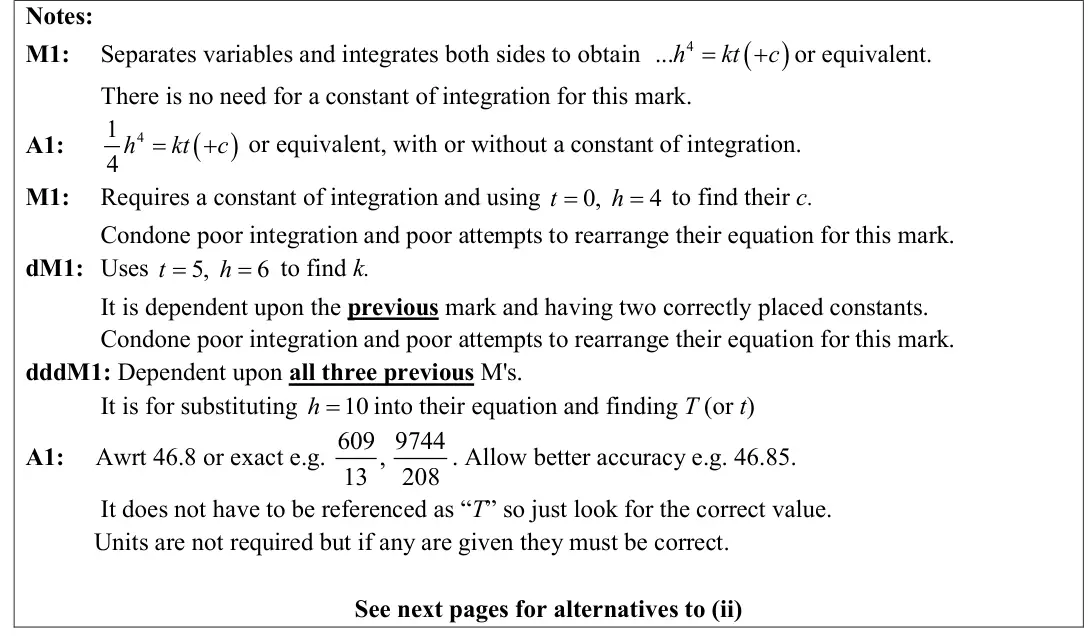 Notes:
M1: Separates variables and integrates both sides to obtain ...h⁴ = kt(+c) or equivalent.
There is no need for a constant of integration for this mark.
A1: 1/4 h⁴ = kt(+c) or equivalent, with or without a constant of integration.
M1: Requires a constant of integration and using t = 0, h = 4 to find their c.
Condone poor integration and poor attempts to rearrange their equation for this mark.
dM1: Uses t = 5, h = 6 to find k.
It is dependent upon the previous mark and having two correctly placed constants.
Condone poor integration and poor attempts to rearrange their equation for this mark.
dddM1: Dependent upon all three previous M's.
It is for substituting h = 10 into their equation and finding T (or t)
A1: Awrt 46.8 or exact e.g. 609/13, 9744/208. Allow better accuracy e.g. 46.85.
It does not have to be referenced as “T” so just look for the correct value.
Units are not required but if any are given they must be correct.
See next pages for alternatives to (ii)